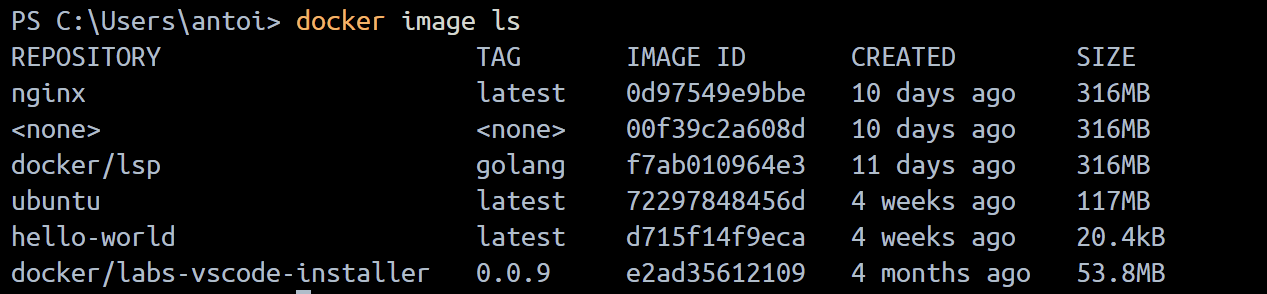 PS C:\Users\antoi> docker image ls
REPOSITORY TAG IMAGE ID CREATED SIZE
nginx latest 0d97549e9bbe 10 days ago 316MB
<none> <none> 00f39c2a608d 10 days ago 316MB
docker/lsp golang f7ab010964e3 11 days ago 316MB
ubuntu latest 72297848456d 4 weeks ago 117MB
hello-world latest d715f14f9eca 4 weeks ago 20.4kB
docker/labs-vscode-installer 0.0.9 e2ad35612109 4 months ago 53.8MB